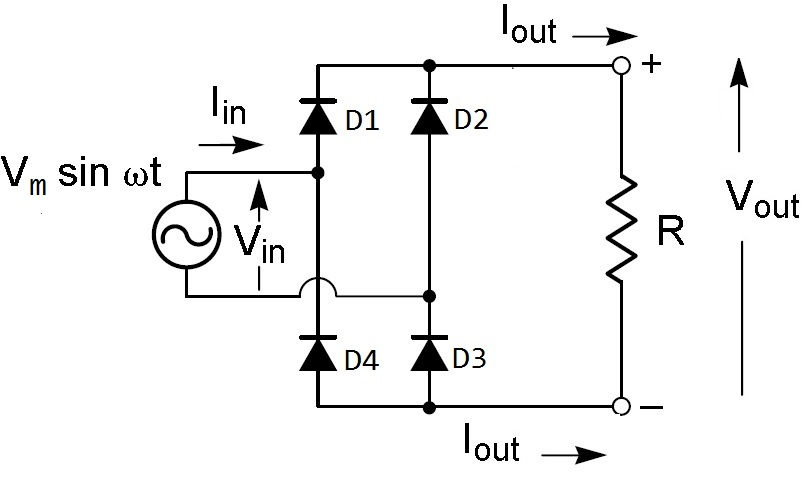 Iout
+
Iin
D1
D2
Vm sin ωt
Vin
Vout
R
D4
D3
−
Iout